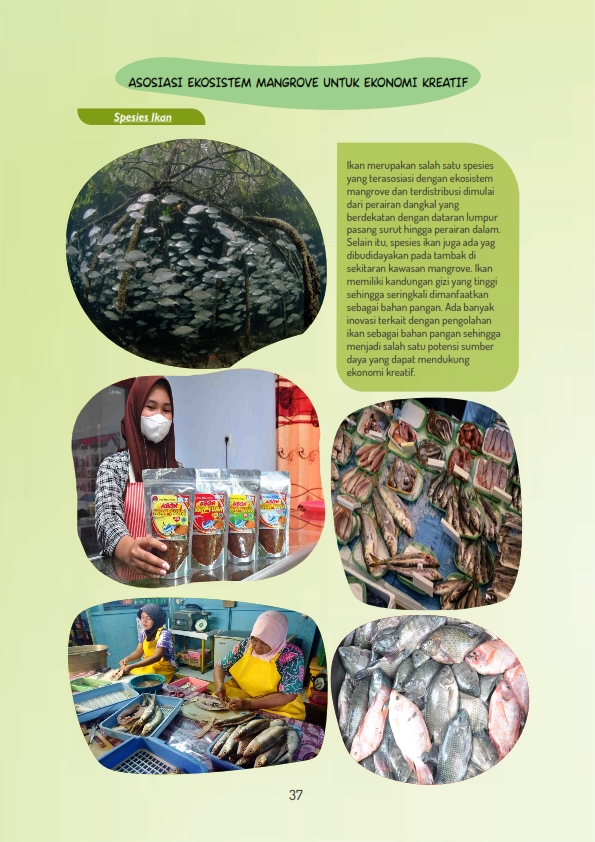 ASOSIASI EKOSISTEM MANGROVE UNTUK EKONOMI KREATIF
Spesies Ikan
Ikan merupakan salah satu spesies
yang terasosiasi dengan ekosistem
mangrove dan terdistribusi dimulai
dari perairan dangkal yang
berdekatan dengan dataran lumpur
pasang surut hingga perairan dalam.
Selain itu, spesies ikan juga ada yag
dibudidayakan pada tambak di
sekitaran kawasan mangrove. Ikan
memiliki kandungan gizi yang tinggi
sehingga seringkali dimanfaatkan
sebagai bahan pangan. Ada banyak
inovasi terkait dengan pengolahan
ikan sebagai bahan pangan sehingga
menjadi salah satu potensi sumber
daya yang dapat mendukung
ekonomi kreatif.
ABON
ABON
ABON
ABON
37